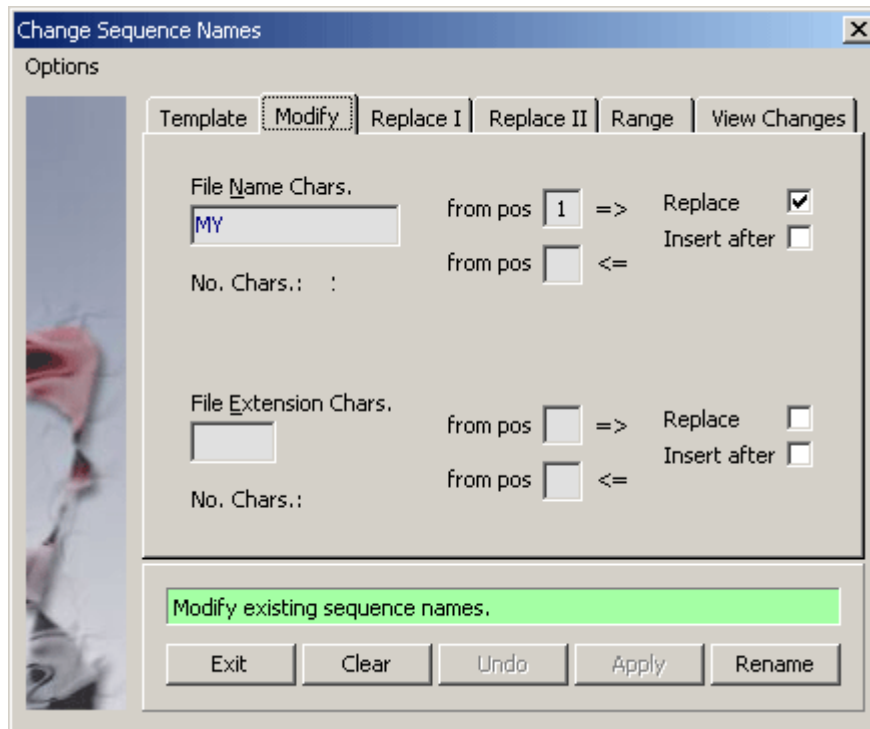 Change Sequence Names
Options
Template Modify Replace I Replace II Range View Changes
File Name Chars.
MY
from pos 1 => Replace
Insert after
from pos <=
No. Chars.: :
File Extension Chars.
from pos => Replace
Insert after
from pos <=
No. Chars.:
Modify existing sequence names.
Exit Clear Undo Apply Rename